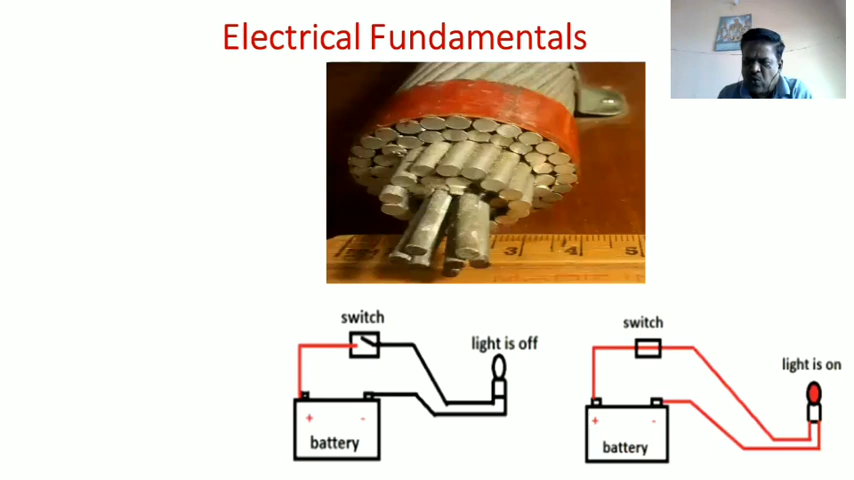 Electrical Fundamentals
3 4 5
switch
light is off
+ -
battery
switch
light is on
+ -
battery